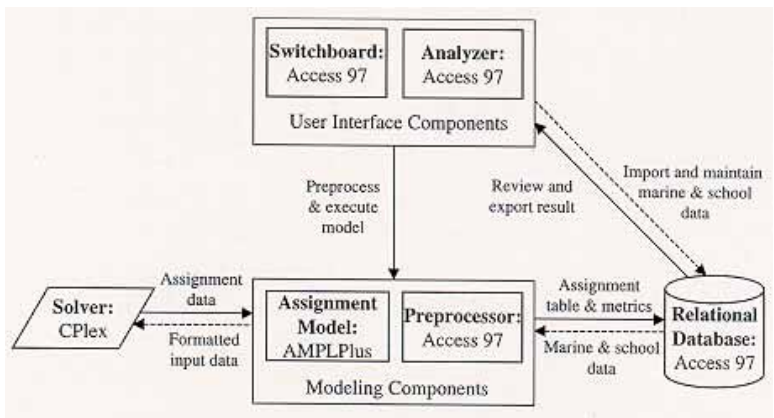 Switchboard:
Access 97
Analyzer:
Access 97
User Interface Components
Preprocess
& execute
model
Review and
export result
Import and maintain
marine & school
data
Solver:
CPlex
Assignment
data
Formatted
input data
Assignment
Model:
AMPLPlus
Preprocessor:
Access 97
Modeling Components
Assignment
table & metrics
Marine & school
data
Relational
Database:
Access 97